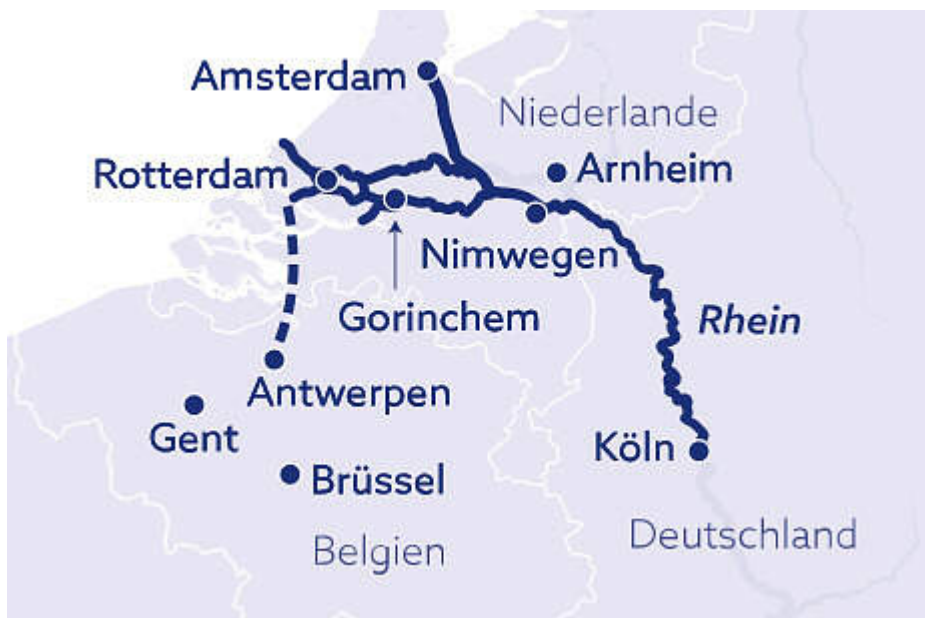 Amsterdam
Niederlande
Rotterdam
Arnheim
Nimwegen
Gorinchem
Rhein
Antwerpen
Gent
Köln
Brüssel
Belgien
Deutschland